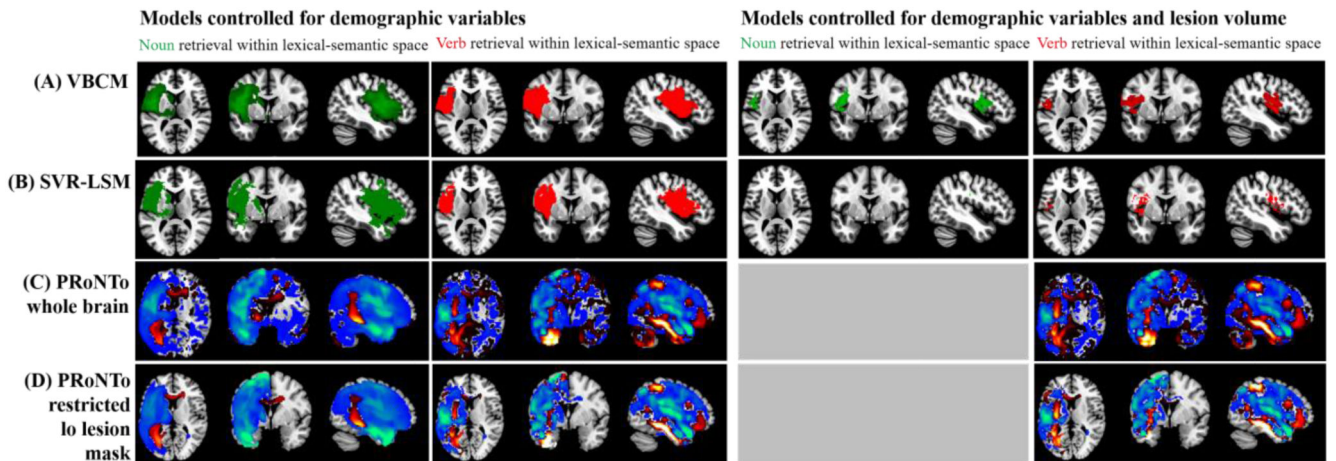 Models controlled for demographic variables
Models controlled for demographic variables and lesion volume
Noun retrieval within lexical-semantic space
Verb retrieval within lexical-semantic space
Noun retrieval within lexical-semantic space
Verb retrieval within lexical-semantic space
(A) VBCM
(B) SVR-LSM
(C) PRoNTo
whole brain
(D) PRoNTo
restricted
lo lesion
mask